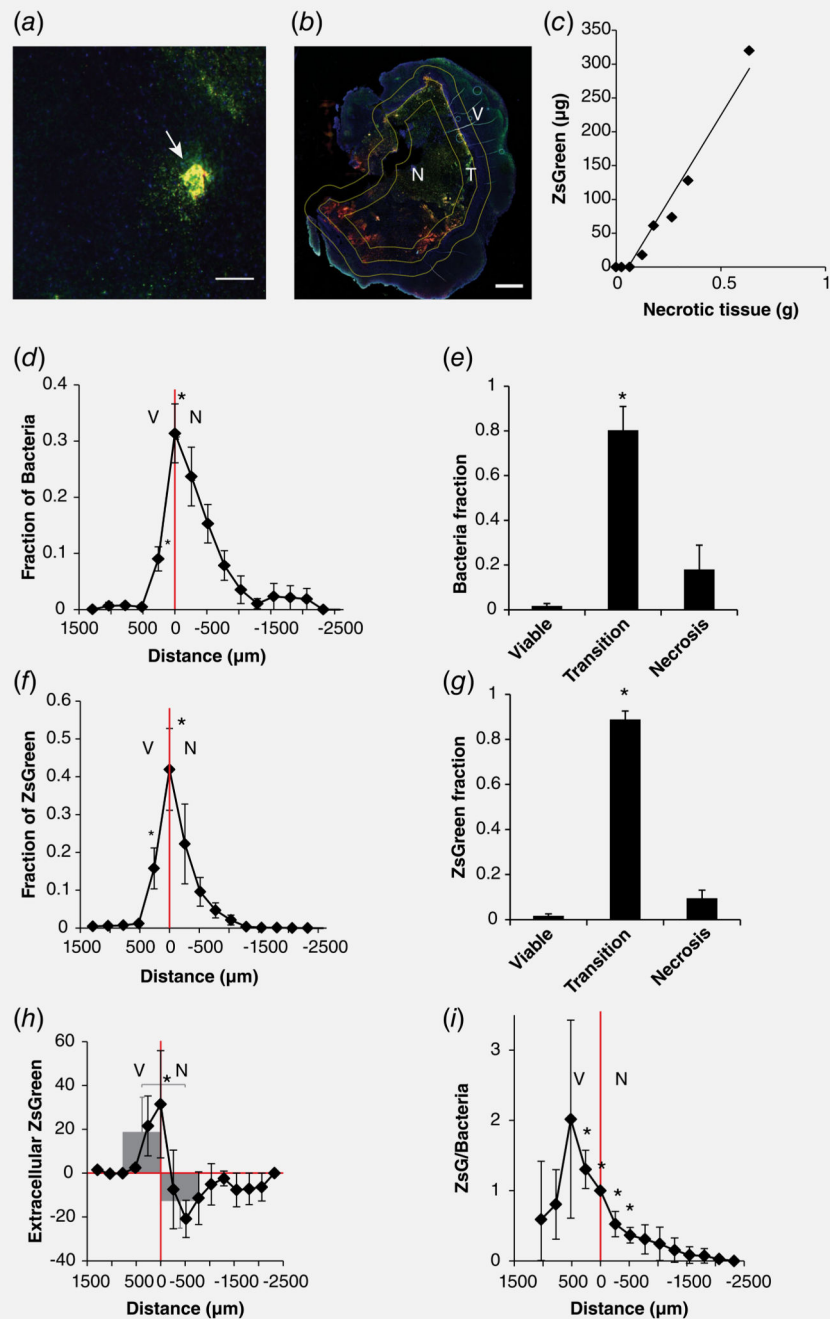 (a)
(b)
V
N
T
(c)
ZsGreen (µg)
350
300
250
200
150
100
50
0
0 0.5 1
Necrotic tissue (g)
(d)
Fraction of Bacteria
0.4
0.3
0.2
0.1
0
*
V N
*
1500 500 0 -500 -1500 -2500
Distance (µm)
(e)
Bacteria fraction
1
0.8
0.6
0.4
0.2
0
*
Viable
Transition
Necrosis
(f)
Fraction of ZsGreen
0.6
0.5
0.4
0.3
0.2
0.1
0
*
V N
*
1500 500 0 -500 -1500 -2500
Distance (µm)
(g)
ZsGreen fraction
1
0.8
0.6
0.4
0.2
0
*
Viable
Transition
Necrosis
(h)
Extracellular ZsGreen
60
40
20
0
-20
-40
V * N
1500 500 0 -500 -1500 -2500
Distance (µm)
(i)
ZsG/Bacteria
3
2
1
0
V N
* * * *
1500 500 0 -500 -1500 -2500
Distance (µm)